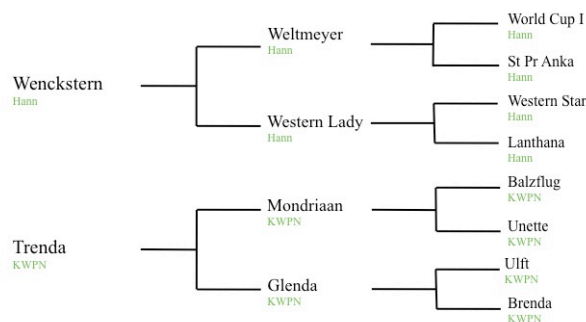 Wenckstern
Hann
Weltmeyer
Hann
World Cup I
Hann
St Pr Anka
Hann
Western Lady
Hann
Western Star
Hann
Lanthana
Hann
Trenda
KWPN
Mondriaan
KWPN
Balzflug
KWPN
Unette
KWPN
Glenda
KWPN
Ulft
KWPN
Brenda
KWPN